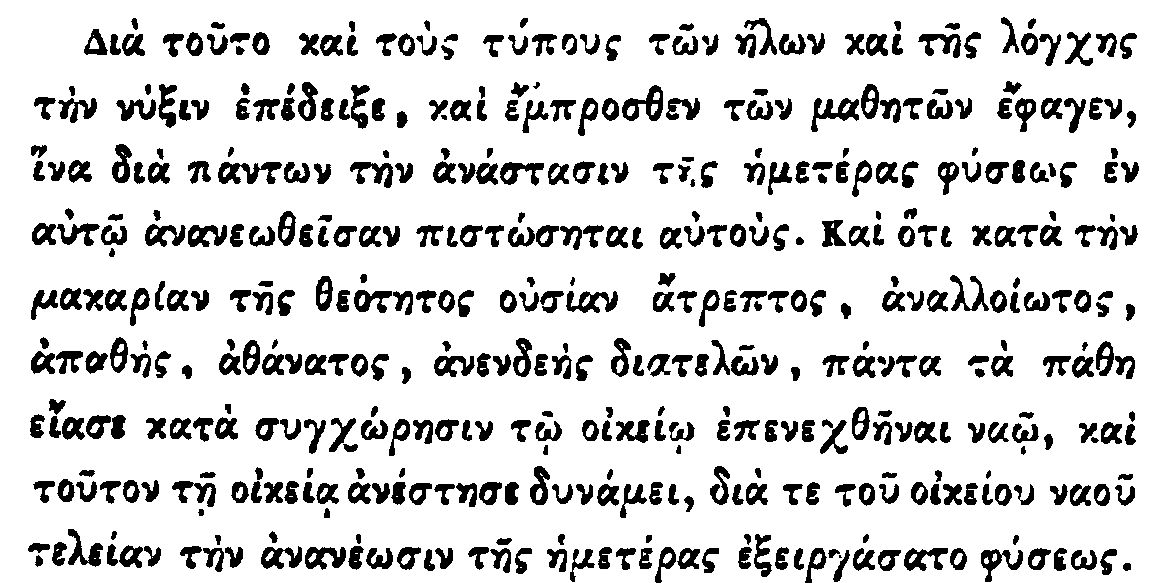 Διὰ τοῦτο καὶ τοὺς τύπους τῶν ἥλων καὶ τῆς λόγχης
τὴν νύξιν ἐπέδειξε, καὶ ἔμπροσθεν τῶν μαθητῶν ἔφαγεν,
ἵνα διὰ πάντων τὴν ἀνάστασιν τῆς ἡμετέρας φύσεως ἐν
αὐτῷ ἀνανεωθεῖσαν πιστώσηται αὐτούς. Καὶ ὅτι κατὰ τὴν
μακαρίαν τῆς θεότητος οὐσίαν ἄτρεπτος, ἀναλλοίωτος,
ἀπαθὴς, ἀθάνατος, ἀνενδεὴς διατελῶν, πάντα τὰ πάθη
εἴασε κατὰ συγχώρησιν τῷ οἰκείῳ ἐπενεχθῆναι ναῷ, καὶ
τοῦτον τῇ οἰκείᾳ ἀνέστησε δυνάμει, διὰ τε τοῦ οἰκείου ναοῦ
τελείαν τὴν ἀνανέωσιν τῆς ἡμετέρας ἐξειργάσατο φύσεως.